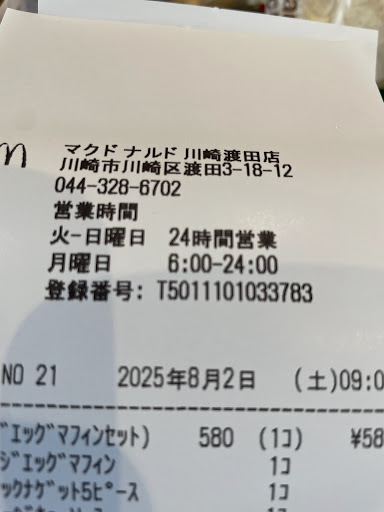 マクドナルド川崎渡田店
川崎市川崎区渡田3-18-12
044-328-6702
営業時間
火-日曜日 24時間営業
月曜日 6:00-24:00
登録番号: T5011101033783
NO 21 2025年8月2日 (土)09:0
ｴｯｸﾞﾏﾌｨﾝｾｯﾄ) 580 (1ｺ) ¥58
ｼﾞｴｯｸﾞﾏﾌｨﾝ 1ｺ
ｯｸﾅｹﾞｯﾄ5ﾋﾟｰｽ 1ｺ